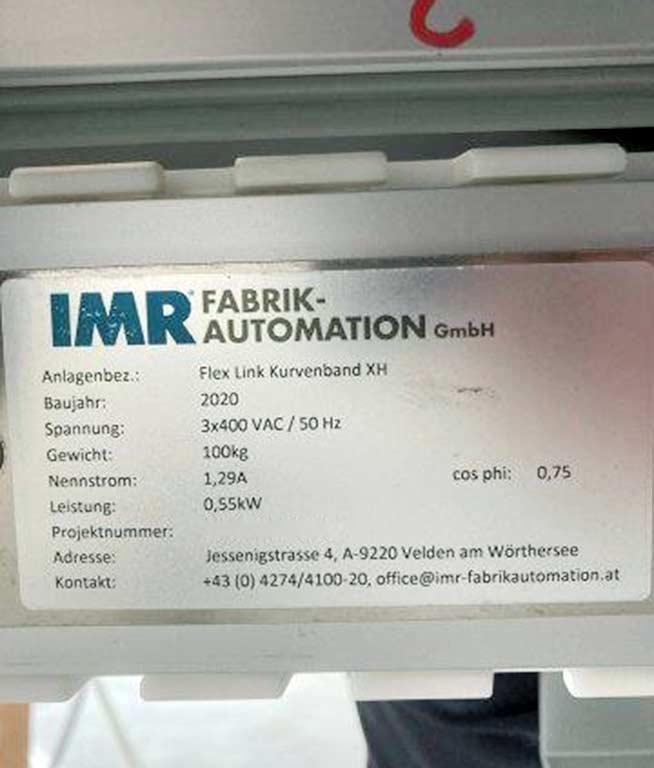 IMR® FABRIK-
AUTOMATION GmbH
Anlagenbez.: Flex Link Kurvenband XH
Baujahr: 2020
Spannung: 3x400 VAC / 50 Hz
Gewicht: 100kg
Nennstrom: 1,29A cos phi: 0,75
Leistung: 0,55kW
Projektnummer:
Adresse: Jessenigstrasse 4, A-9220 Velden am Wörthersee
Kontakt: +43 (0) 4274/4100-20, office@imr-fabrikautomation.at